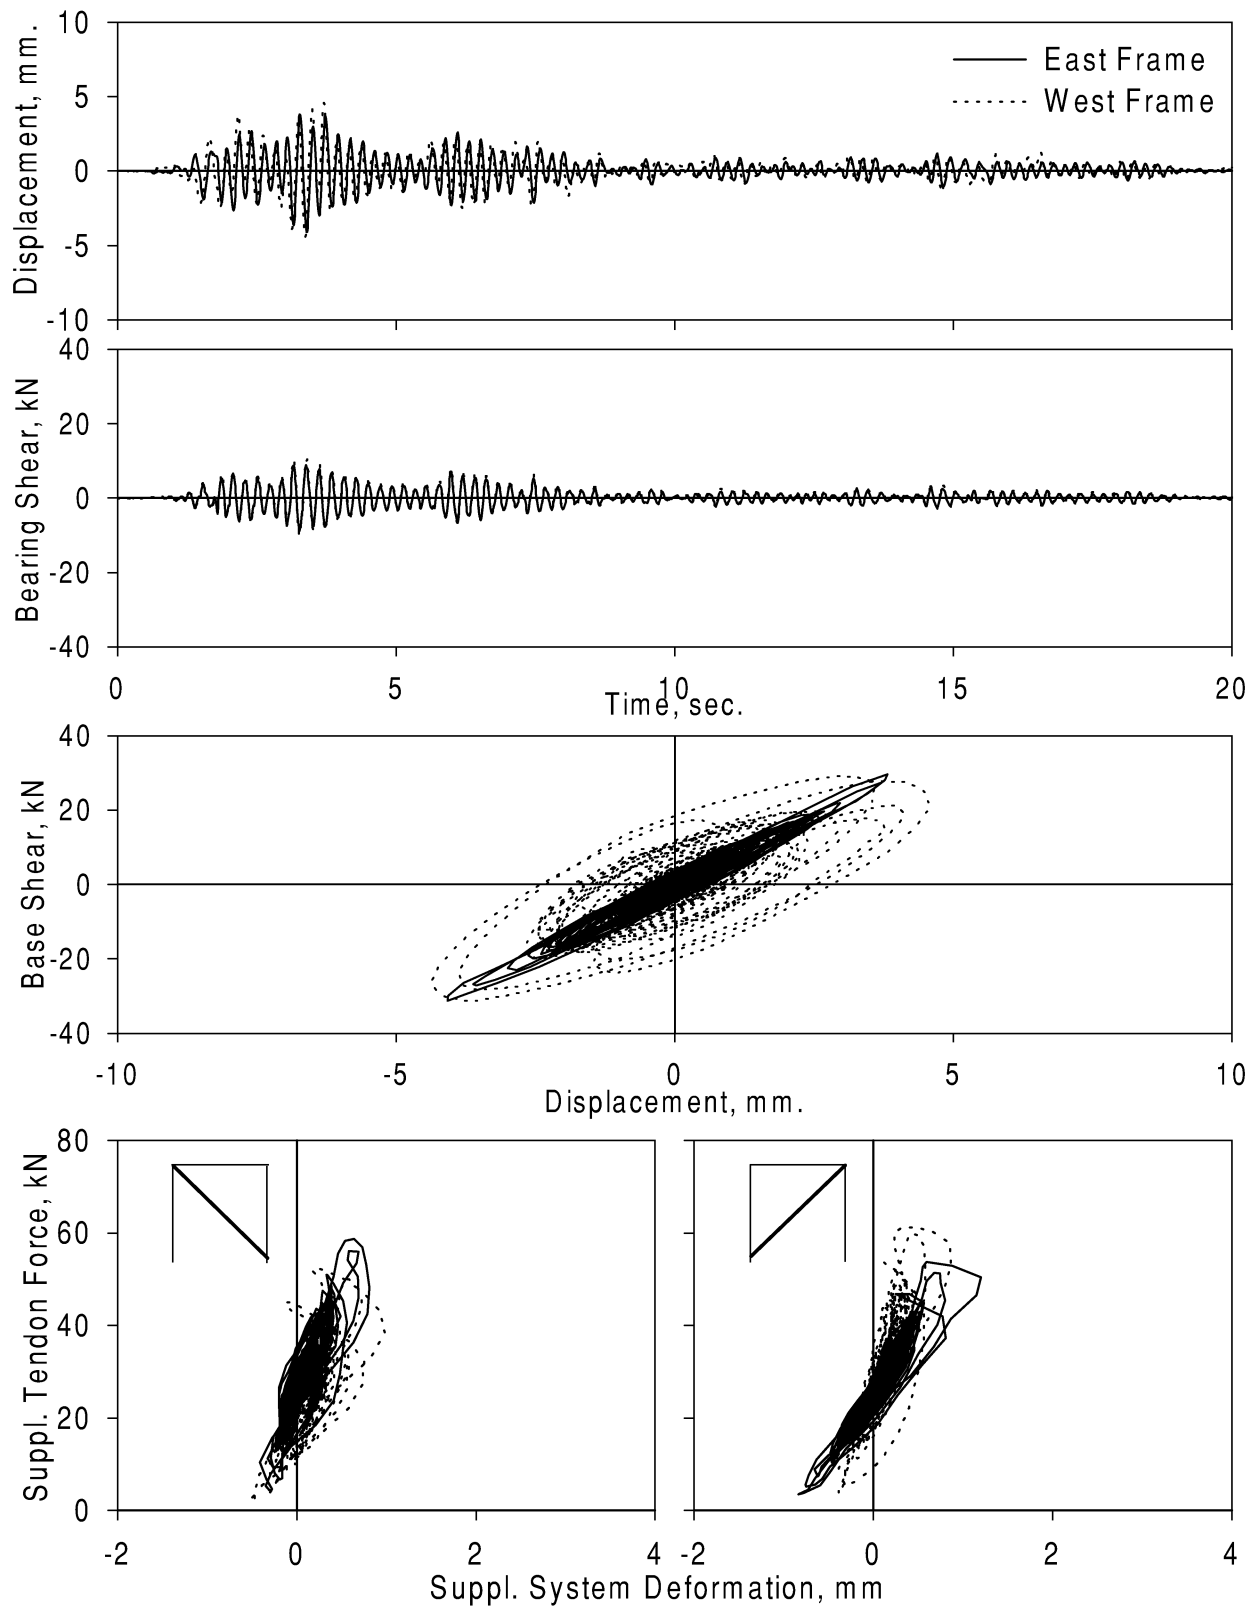 Displacement, mm.
10
5
0
-5
-10
East Frame
West Frame
Bearing Shear, kN
40
20
0
-20
-40
0 5 10 15 20
Time, sec.
Base Shear, kN
40
20
0
-20
-40
-10 -5 0 5 10
Displacement, mm.
Suppl. Tendon Force, kN
80
60
40
20
0
-2 0 2 4 -2 0 2 4
Suppl. System Deformation, mm